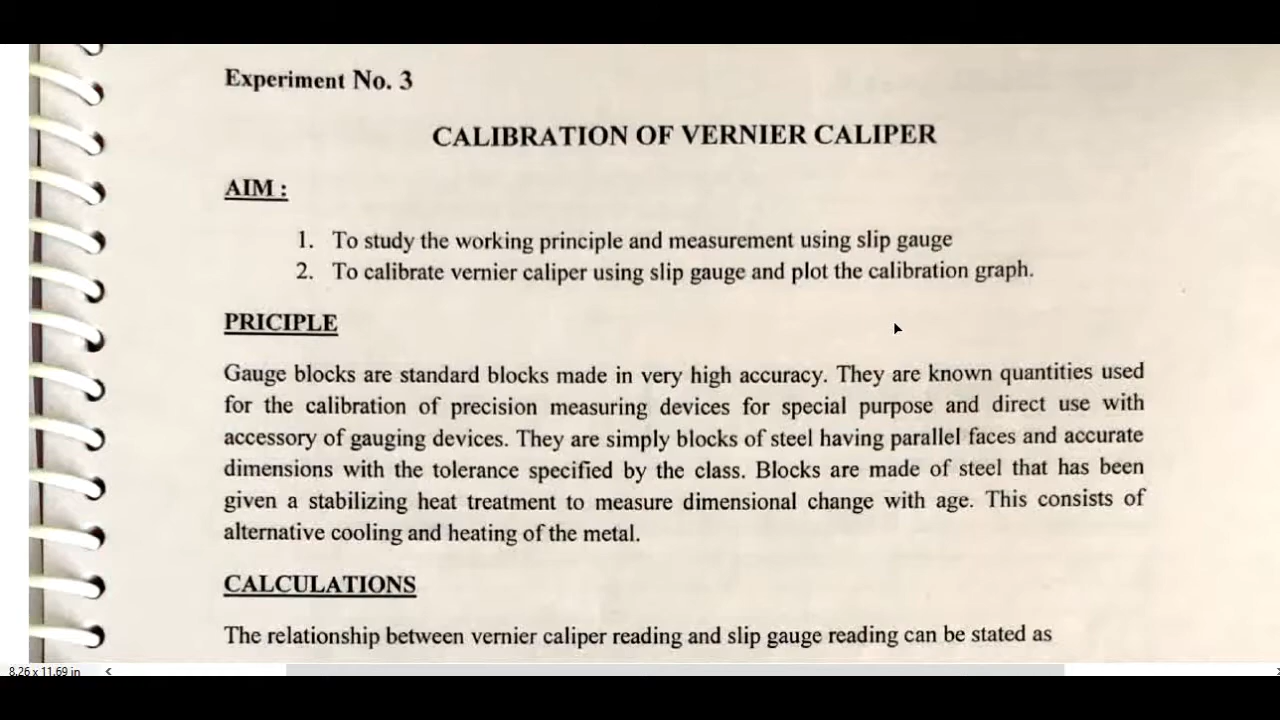 Experiment No. 3
CALIBRATION OF VERNIER CALIPER
AIM :
1. To study the working principle and measurement using slip gauge
2. To calibrate vernier caliper using slip gauge and plot the calibration graph.
PRICIPLE
Gauge blocks are standard blocks made in very high accuracy. They are known quantities used
for the calibration of precision measuring devices for special purpose and direct use with
accessory of gauging devices. They are simply blocks of steel having parallel faces and accurate
dimensions with the tolerance specified by the class. Blocks are made of steel that has been
given a stabilizing heat treatment to measure dimensional change with age. This consists of
alternative cooling and heating of the metal.
CALCULATIONS
The relationship between vernier caliper reading and slip gauge reading can be stated as
8.26 x 11.69 in